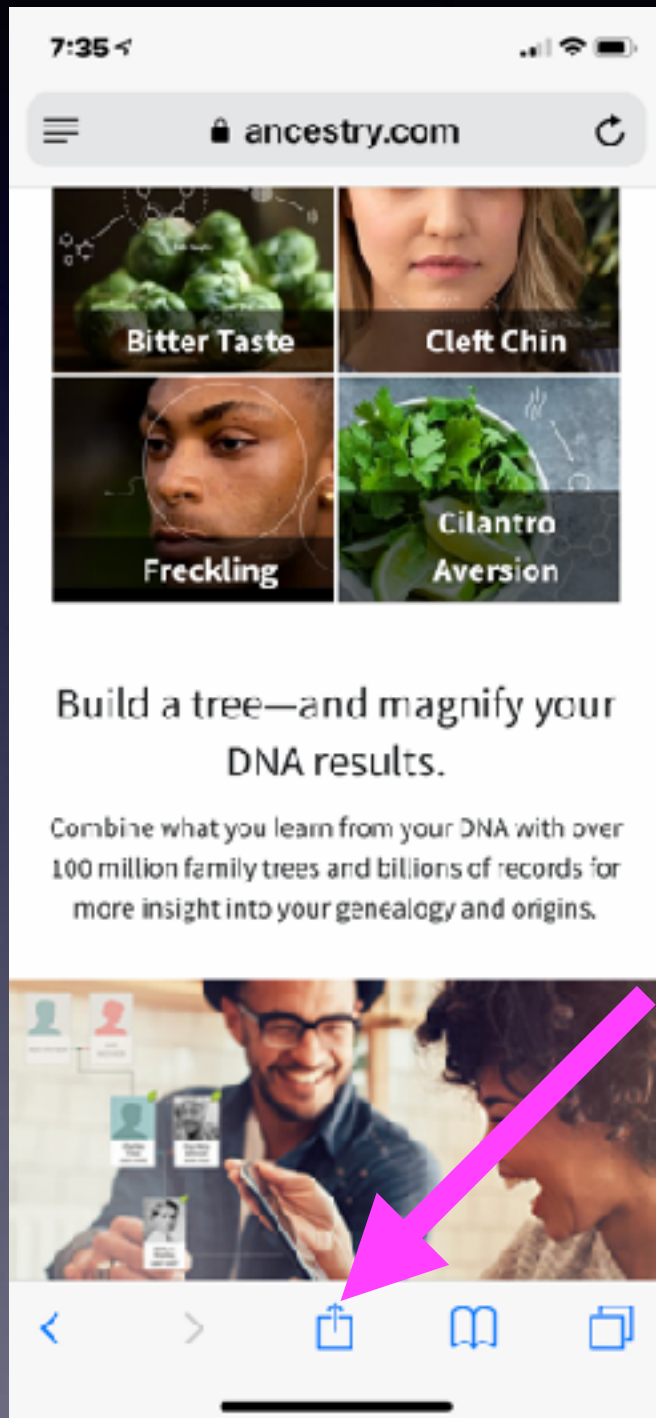 7:35
ancestry.com
Bitter Taste
Cleft Chin
Freckling
Cilantro
Aversion
Build a tree—and magnify your
DNA results.
Combine what you learn from your DNA with over
100 million family trees and billions of records for
more insight into your genealogy and origins.